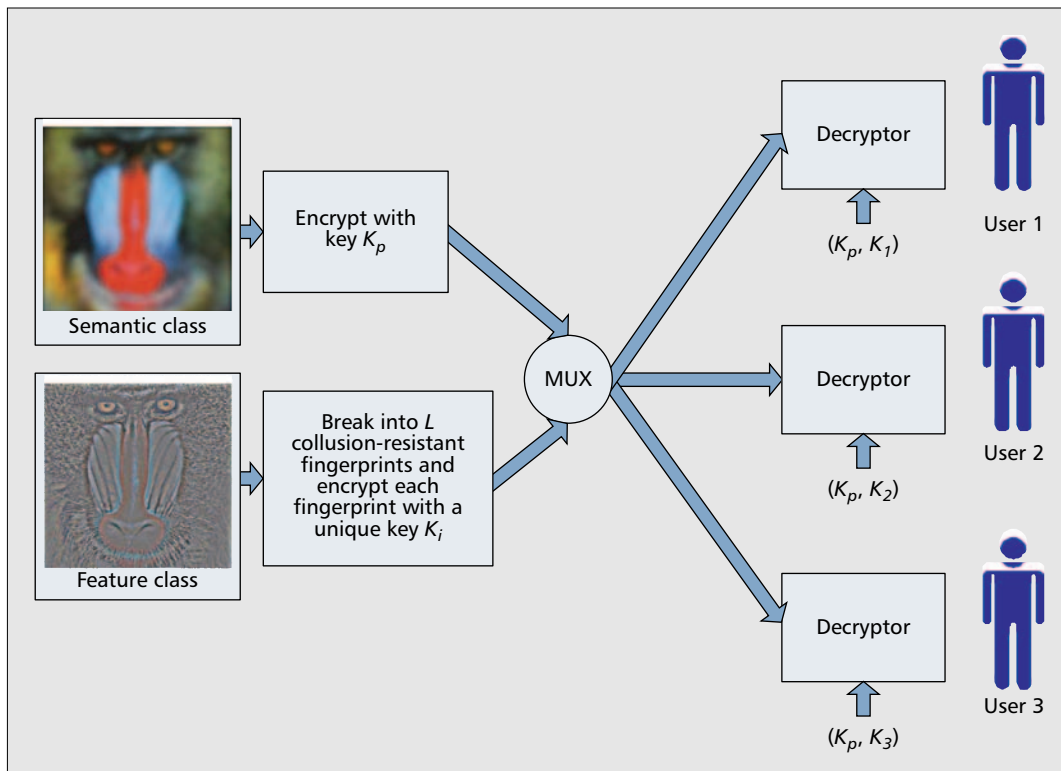 Semantic class
Encrypt with
key Kp
Feature class
Break into L
collusion-resistant
fingerprints and
encrypt each
fingerprint with a
unique key Ki
MUX
Decryptor
(Kp, K1)
User 1
Decryptor
(Kp, K2)
User 2
Decryptor
(Kp, K3)
User 3